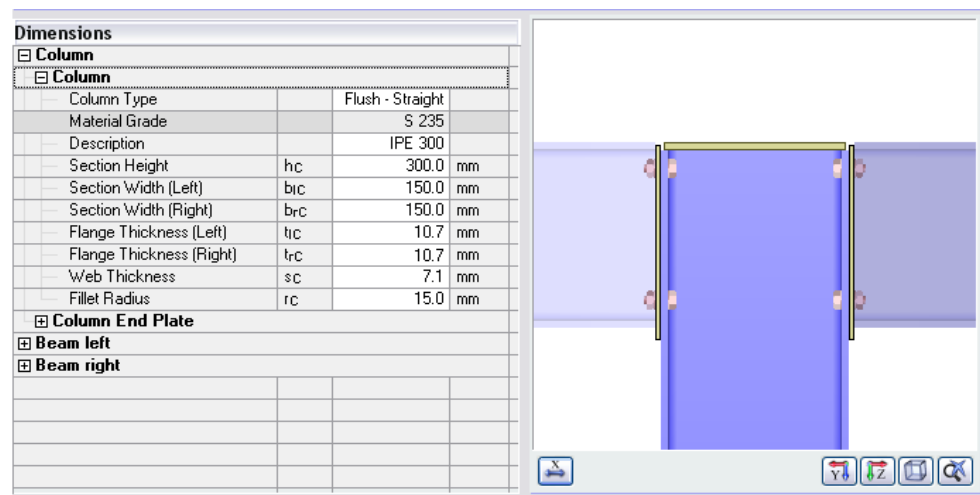 Dimensions
Column
Column
Column Type Flush - Straight
Material Grade S 235
Description IPE 300
Section Height hC 300.0 mm
Section Width (Left) blC 150.0 mm
Section Width (Right) brC 150.0 mm
Flange Thickness (Left) tlC 10.7 mm
Flange Thickness (Right) trC 10.7 mm
Web Thickness sC 7.1 mm
Fillet Radius rC 15.0 mm
Column End Plate
Beam left
Beam right
X Y Z